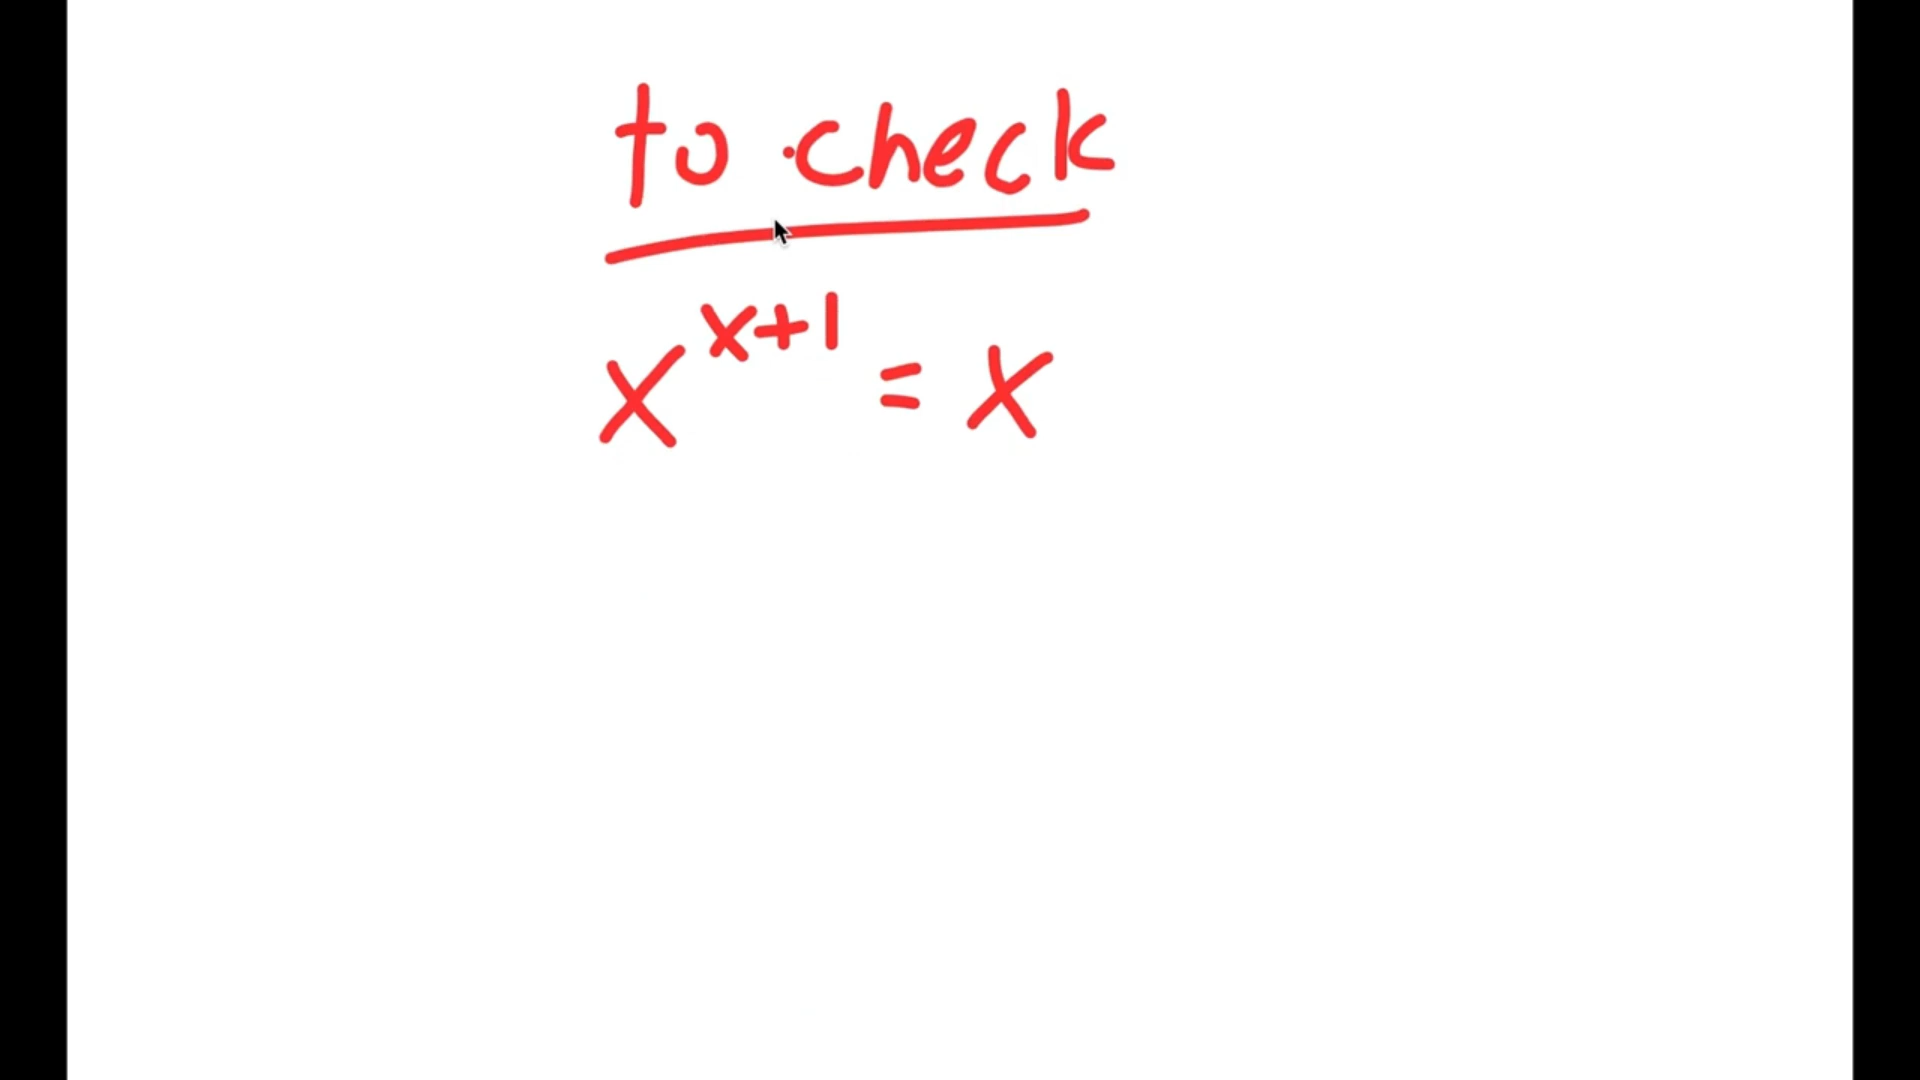 to check
x^{x+1} = x